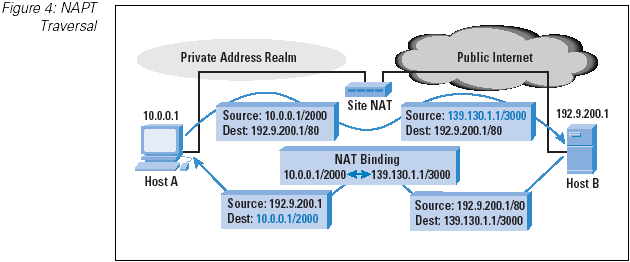 Figure 4: NAPT
Traversal
Private Address Realm
Public Internet
Site NAT
10.0.0.1
Source: 10.0.0.1/2000
Dest: 192.9.200.1/80
Source: 139.130.1.1/3000
Dest: 192.9.200.1/80
192.9.200.1
NAT Binding
10.0.0.1/2000 139.130.1.1/3000
Host A
Host B
Source: 192.9.200.1
Dest: 10.0.0.1/2000
Source: 192.9.200.1/80
Dest: 139.130.1.1/3000